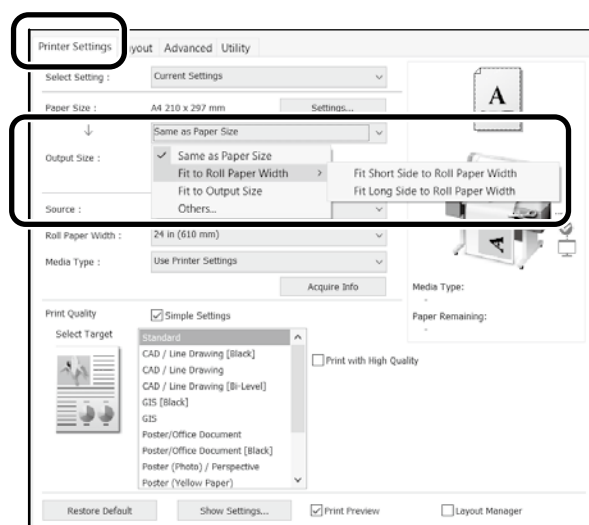 Printer Settings yout Advanced Utility
Select Setting : Current Settings
Paper Size : A4 210 x 297 mm Settings...
Same as Paper Size
Output Size :
Same as Paper Size
Fit to Roll Paper Width
Fit Short Side to Roll Paper Width
Fit to Output Size
Fit Long Side to Roll Paper Width
Others...
Source :
Roll Paper Width : 24 in (610 mm)
Media Type : Use Printer Settings
Acquire Info
Media Type:
-
Paper Remaining:
-
A
A
Print Quality Simple Settings
Select Target
Standard
CAD / Line Drawing [Black]
CAD / Line Drawing
Print with High Quality
CAD / Line Drawing [Bi-Level]
GIS [Black]
GIS
Poster/Office Document
Poster/Office Document [Black]
Poster (Photo) / Perspective
Poster (Yellow Paper)
Restore Default Show Settings... Print Preview Layout Manager